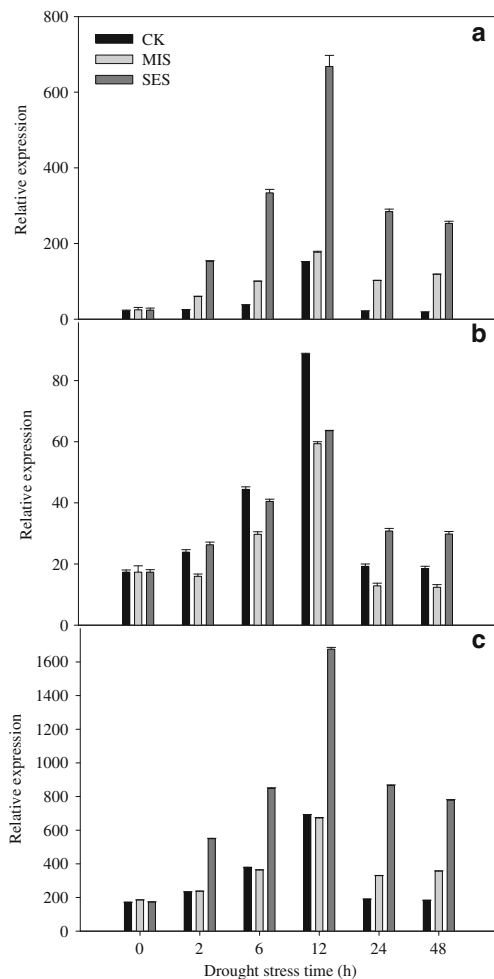 800
a
CK
MIS
SES
600
400
200
0
Relative expression
b
80
60
40
20
0
Relative expression
c
1600
1400
1200
1000
800
600
400
200
0
Relative expression
0 2 6 12 24 48
Drought stress time (h)